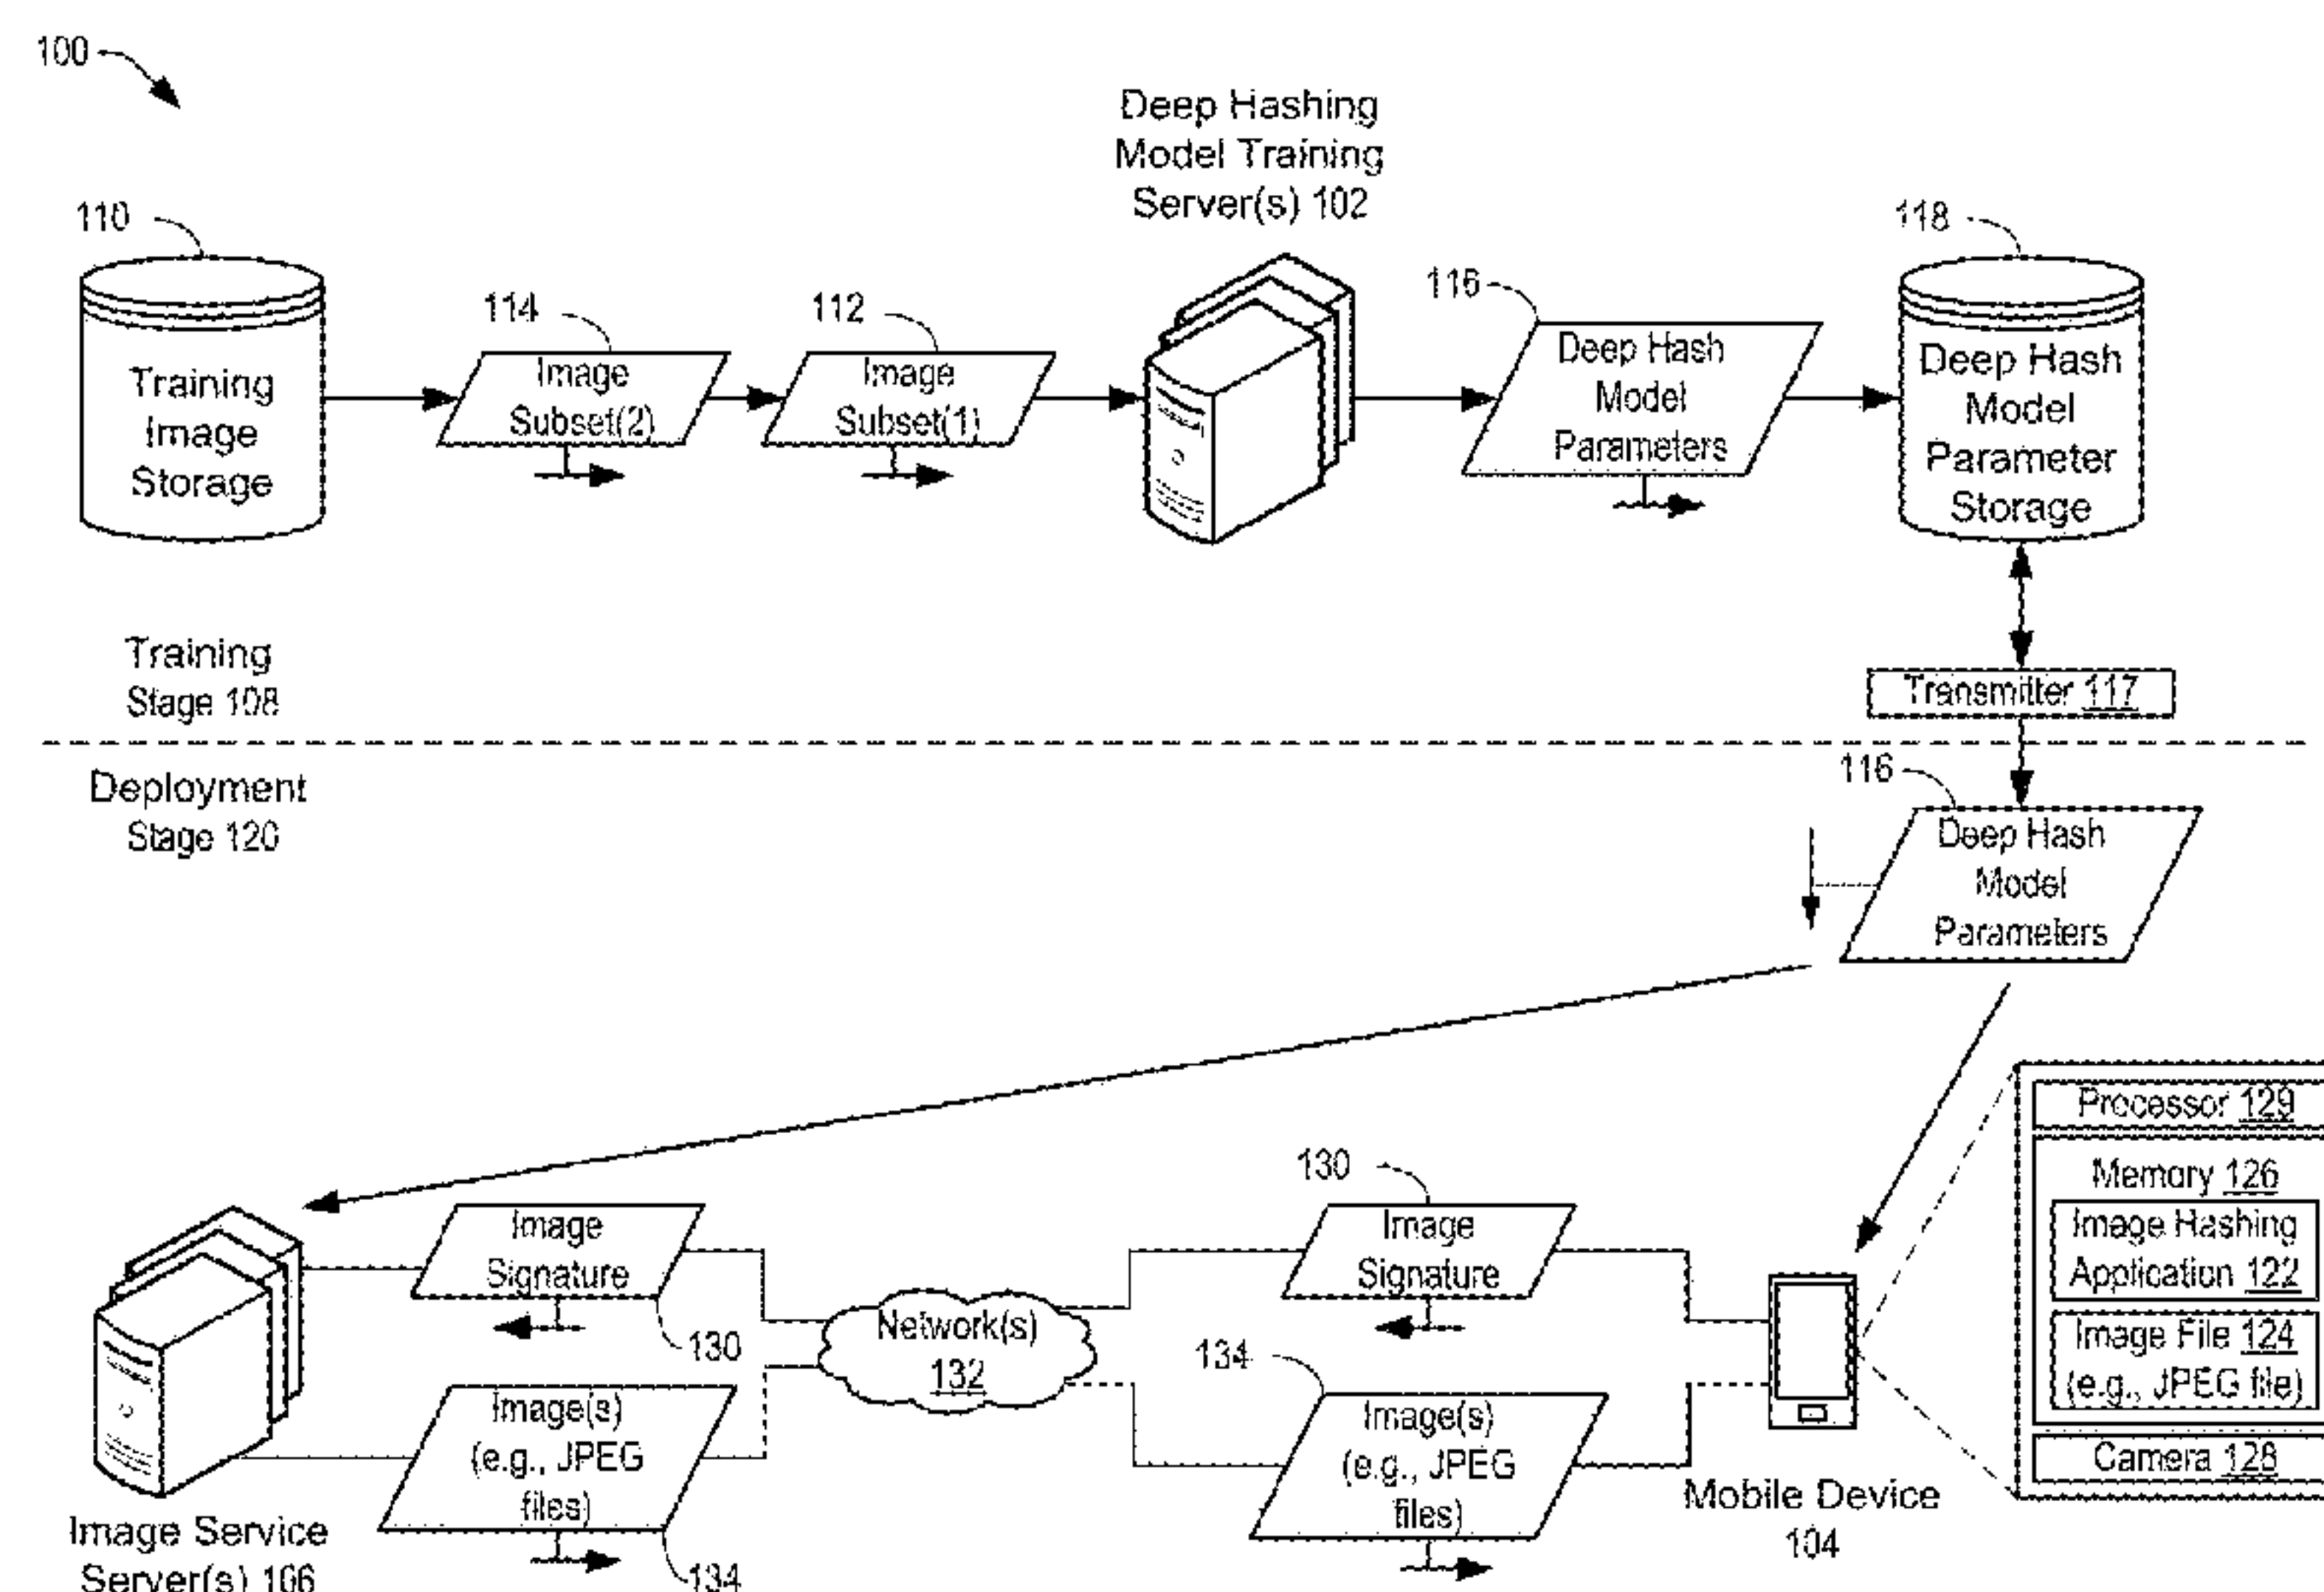 100
Deep Hashing
Model Training
Server(s) 102
110
Training
Image
Storage
114
Image
Subset(2)
112
Image
Subset(1)
116
Deep Hash
Model
Parameters
118
Deep Hash
Model
Parameter
Storage
Training
Stage 108
Transmitter 117
Deployment
Stage 120
116
Deep Hash
Model
Parameters
Processor 129
Memory 126
Image Hashing
Application 122
Image File 124
(e.g., JPEG file)
Camera 128
130
Image
Signature
Image
Signature
130
Network(s)
132
134
Image(s)
(e.g., JPEG
files)
Image(s)
(e.g., JPEG
files)
134
Mobile Device
104
Image Service
Server(s) 106